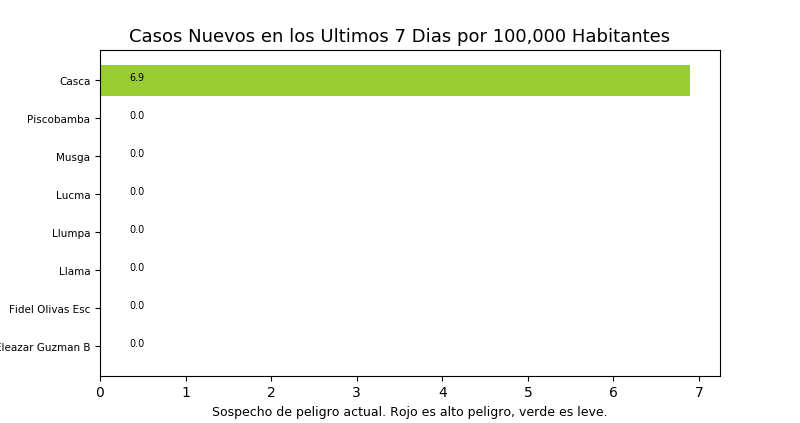 Casos Nuevos en los Ultimos 7 Dias por 100,000 Habitantes
Casca 6.9
Piscobamba 0.0
Musga 0.0
Lucma 0.0
Llumpa 0.0
Llama 0.0
Fidel Olivas Esc 0.0
Eleazar Guzman B 0.0
0 1 2 3 4 5 6 7
Sospecho de peligro actual. Rojo es alto peligro, verde es leve.